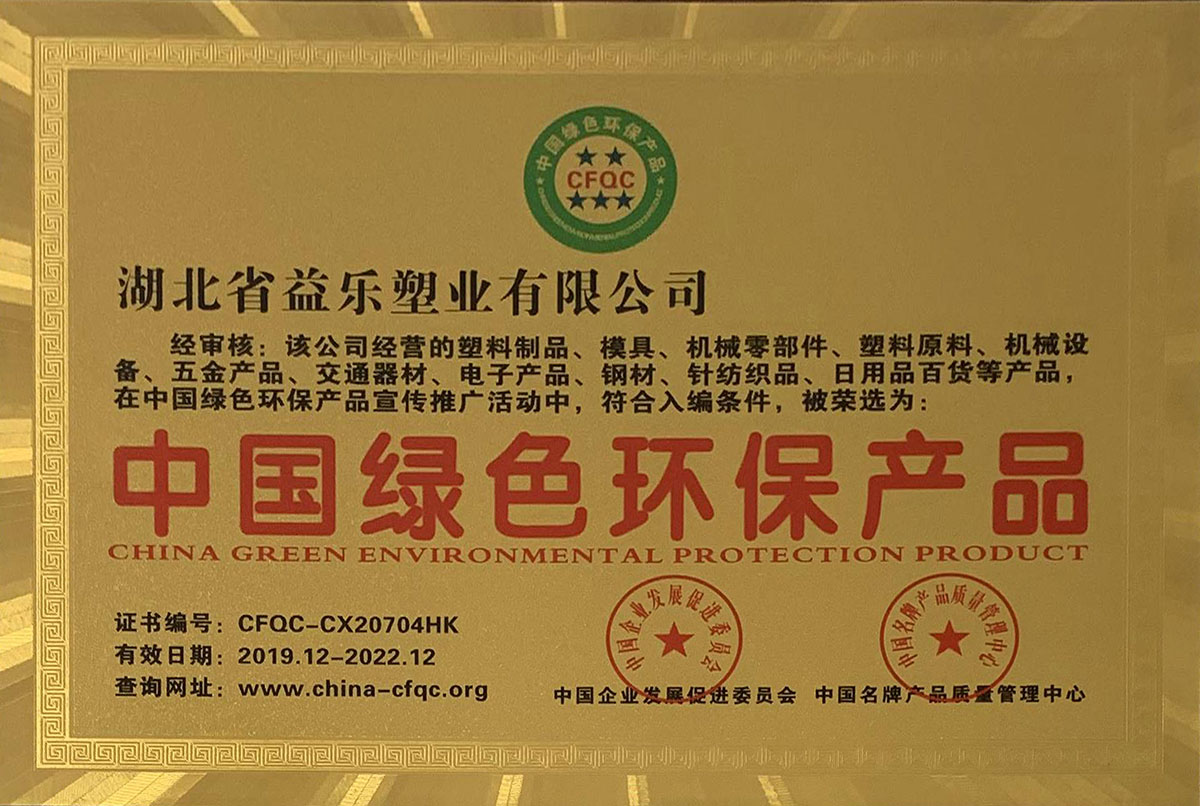 中国绿色环保产品
CFQC
湖北省益乐塑业有限公司
经审核：该公司经营的塑料制品、模具、机械零部件、塑料原料、机械设
备、五金产品、交通器材、电子产品、钢材、针纺织品、日用品百货等产品，
在中国绿色环保产品宣传推广活动中，符合入编条件，被荣选为：
中国绿色环保产品
CHINA GREEN ENVIRONMENTAL PROTECTION PRODUCT
证书编号：CFQC-CX20704HK
有效日期：2019.12-2022.12
查询网址：www.china-cfqc.org
中国企业发展促进委员会
中国名牌产品质量管理中心
中国企业发展促进委员会 中国名牌产品质量管理中心